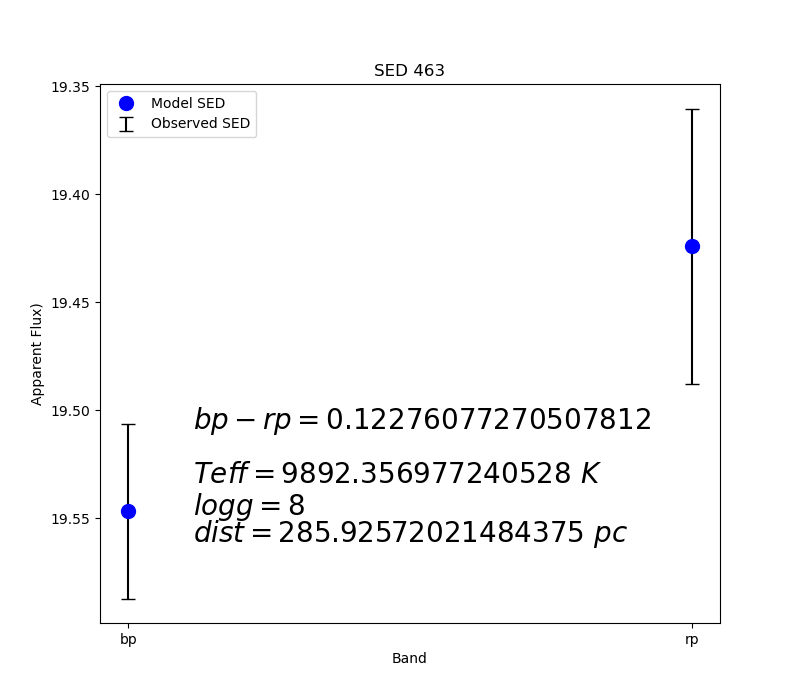 SED 463
19.35
Model SED
Observed SED
19.40
19.45
Apparent Flux)
19.50
bp − rp = 0.12276077270507812
Teff = 9892.356977240528 K
logg = 8
19.55
dist = 285.92572021484375 pc
bp
rp
Band